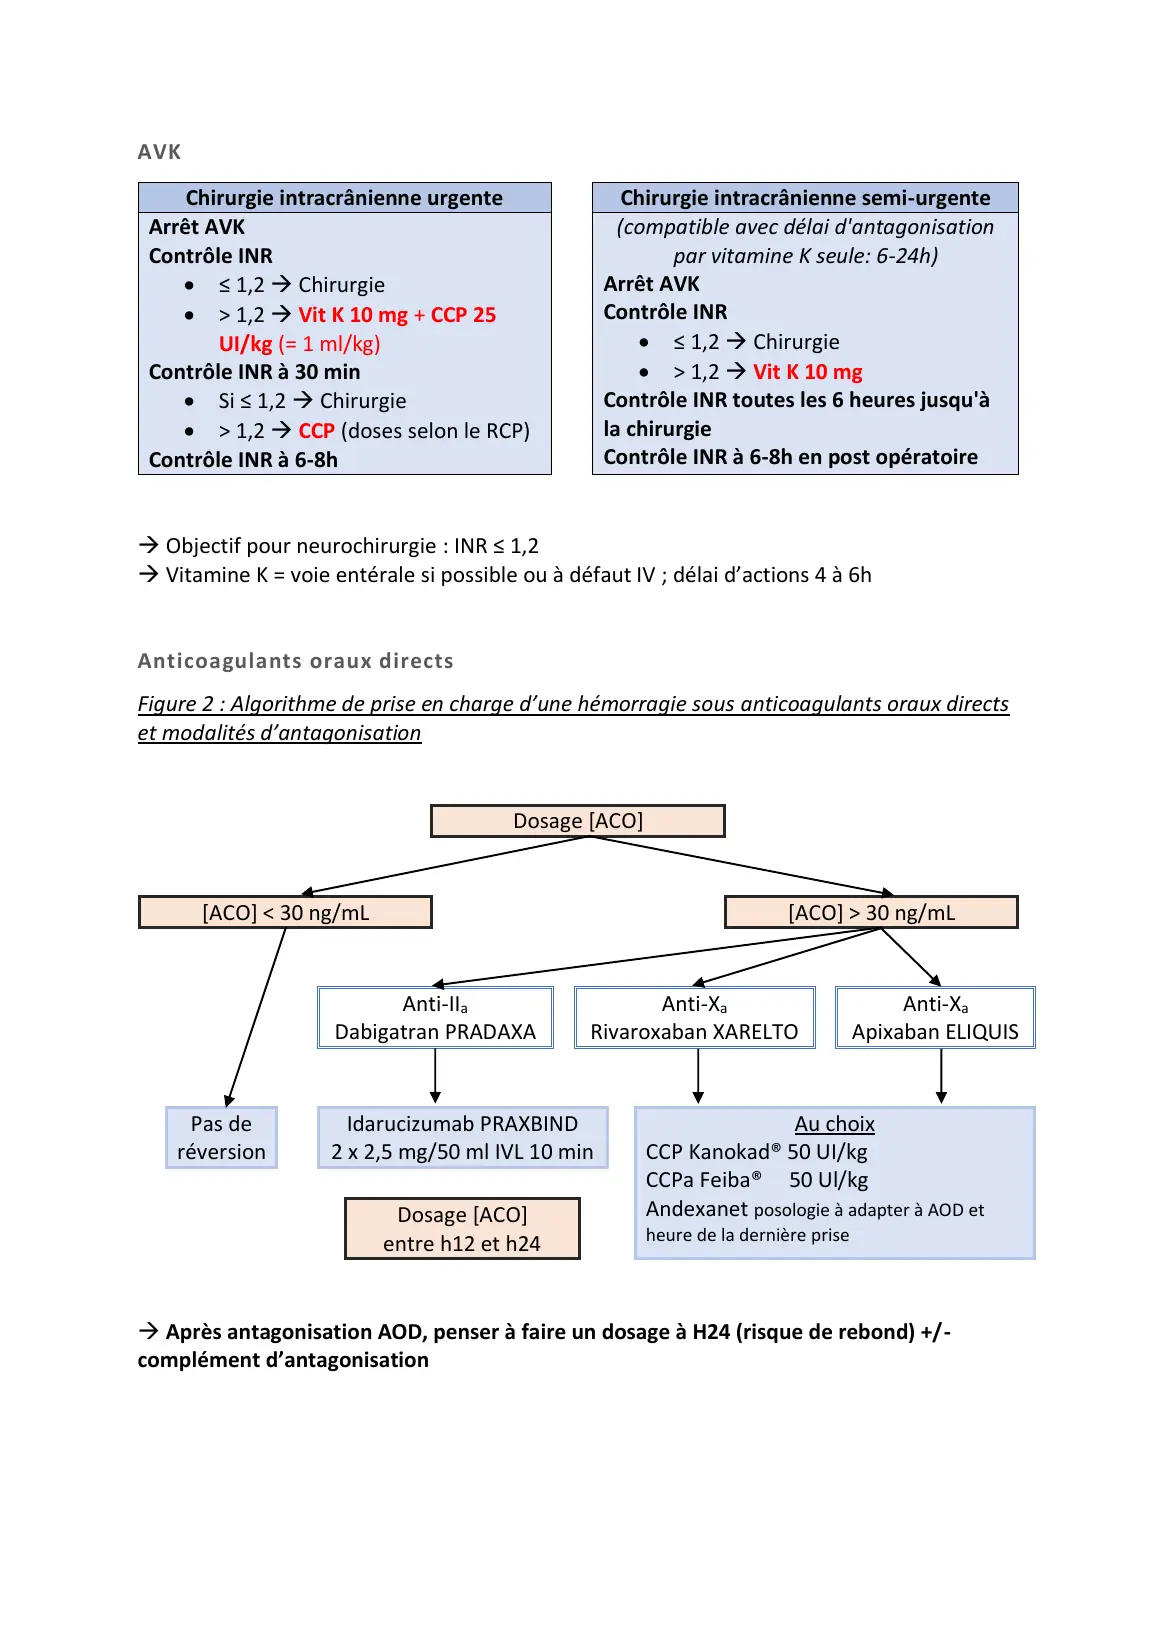 AVK
Chirurgie intracrânienne urgente
Arrêt AVK
Contrôle INR
• ≤ 1,2 → Chirurgie
• > 1,2 → Vit K 10 mg + CCP 25
UI/kg (= 1 ml/kg)
Contrôle INR à 30 min
• Si ≤ 1,2 → Chirurgie
• > 1,2 → CCP (doses selon le RCP)
Contrôle INR à 6-8h
Chirurgie intracrânienne semi-urgente
(compatible avec délai d'antagonisation
par vitamine K seule: 6-24h)
Arrêt AVK
Contrôle INR
• ≤ 1,2 → Chirurgie
• > 1,2 → Vit K 10 mg
Contrôle INR toutes les 6 heures jusqu'à
la chirurgie
Contrôle INR à 6-8h en post opératoire
→ Objectif pour neurochirurgie : INR ≤ 1,2
→ Vitamine K = voie entérale si possible ou à défaut IV ; délai d’actions 4 à 6h
Anticoagulants oraux directs
Figure 2 : Algorithme de prise en charge d’une hémorragie sous anticoagulants oraux directs
et modalités d’antagonisation
Dosage [ACO]
[ACO] < 30 ng/mL
[ACO] > 30 ng/mL
Anti-IIa
Dabigatran PRADAXA
Anti-Xa
Rivaroxaban XARELTO
Anti-Xa
Apixaban ELIQUIS
Pas de
réversion
Idarucizumab PRAXBIND
2 x 2,5 mg/50 ml IVL 10 min
Au choix
CCP Kanokad® 50 UI/kg
CCPa Feiba® 50 Ul/kg
Andexanet posologie à adapter à AOD et
heure de la dernière prise
Dosage [ACO]
entre h12 et h24
→ Après antagonisation AOD, penser à faire un dosage à H24 (risque de rebond) +/-
complément d’antagonisation